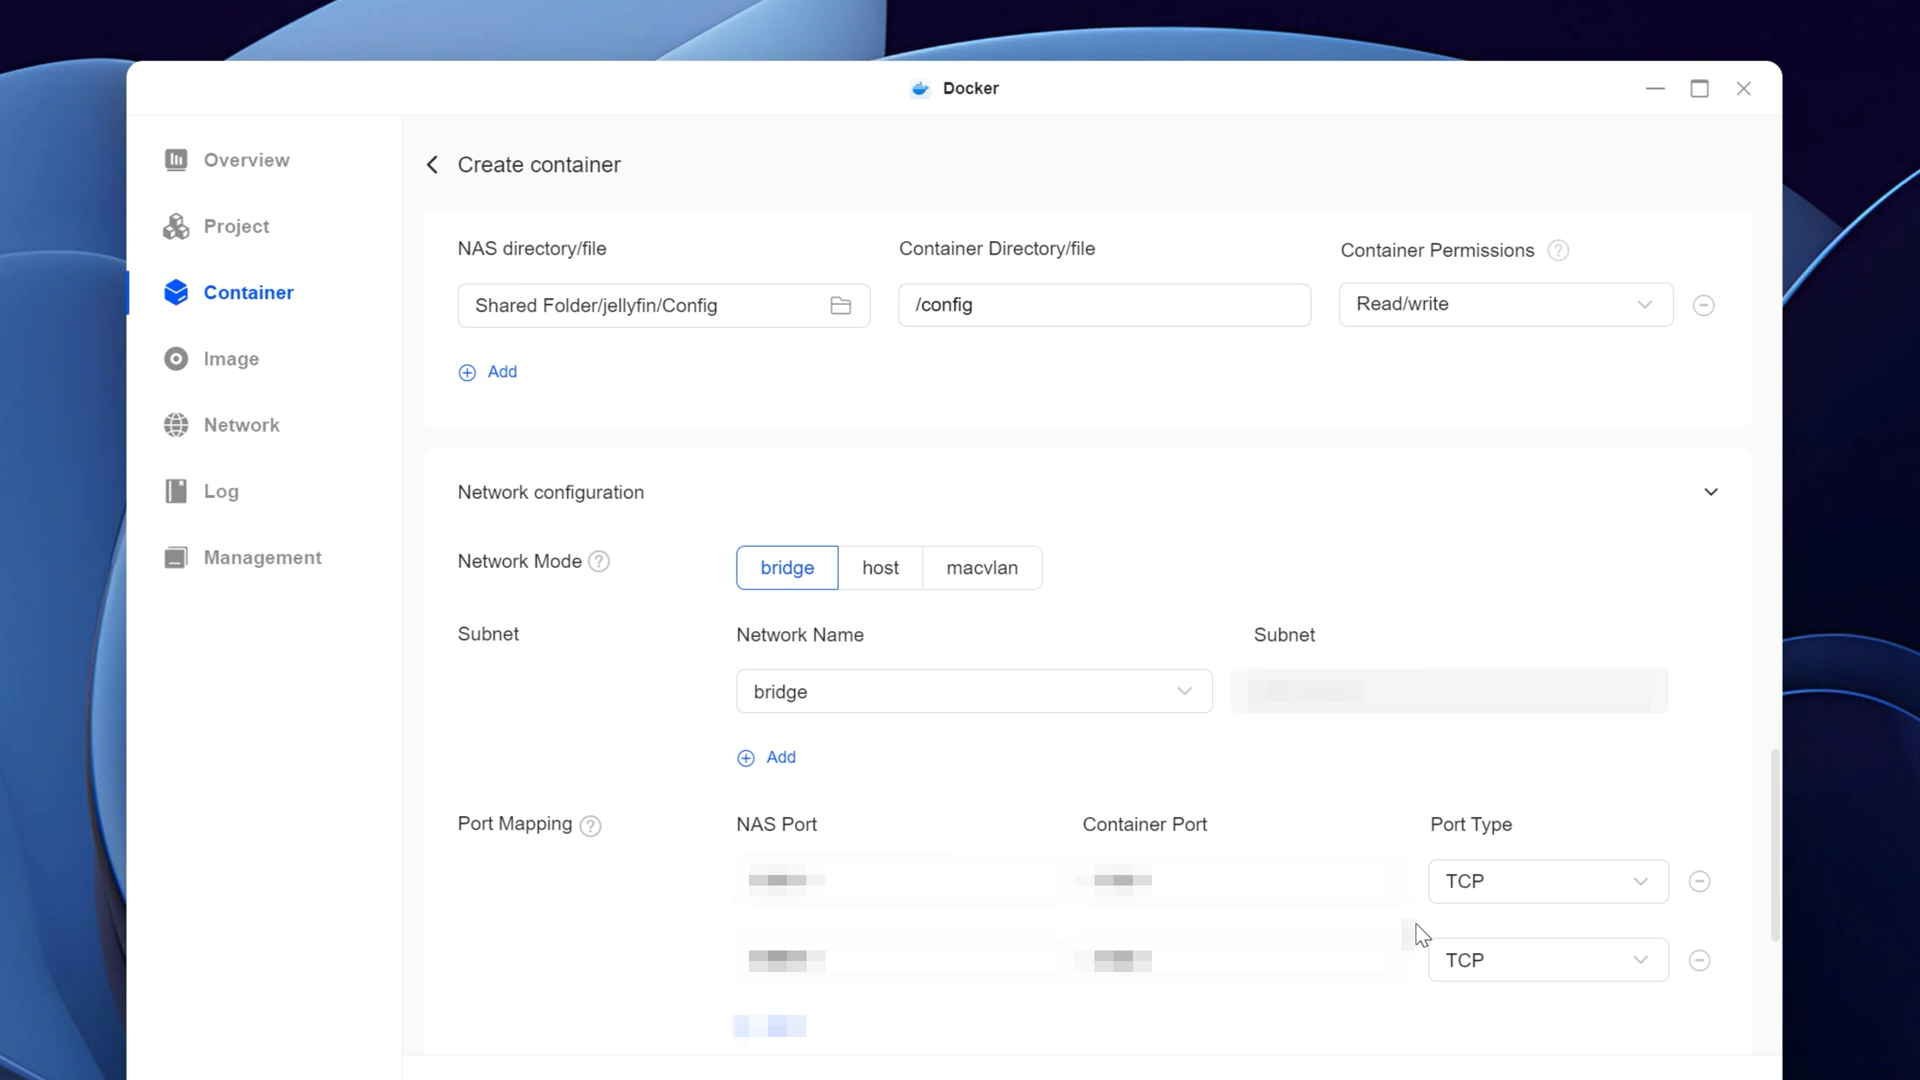 Docker
Overview
Project
Container
Image
Network
Log
Management
Create container
NAS directory/file Container Directory/file Container Permissions ?
Shared Folder/jellyfin/Config /config Read/write
Add
Network configuration
Network Mode ? bridge host macvlan
Subnet Network Name Subnet
bridge
Add
Port Mapping ? NAS Port Container Port Port Type
TCP
TCP